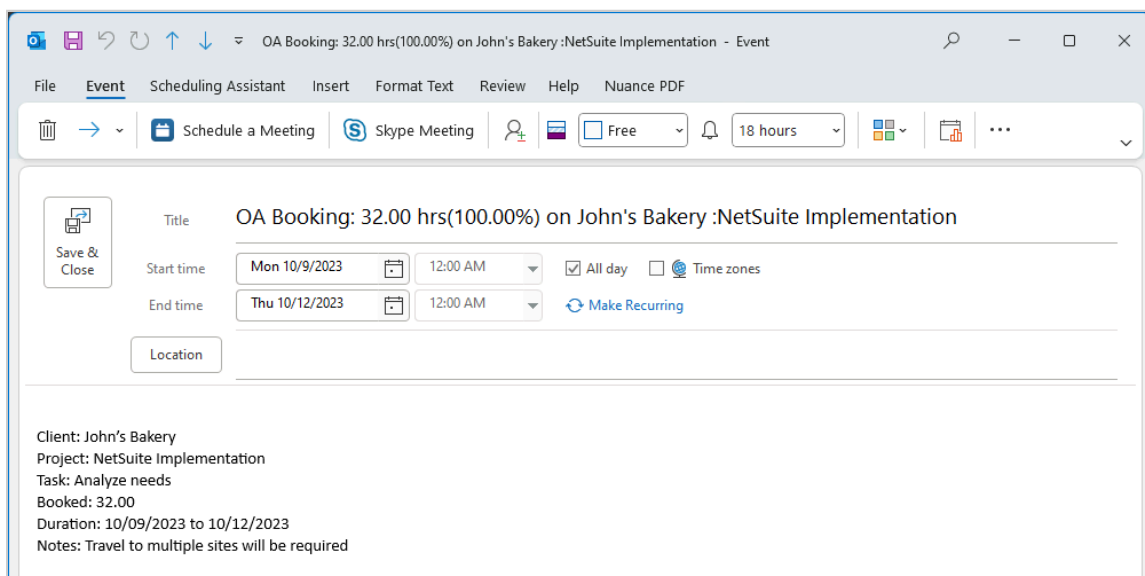 OA Booking: 32.00 hrs(100.00%) on John's Bakery :NetSuite Implementation - Event
File Event Scheduling Assistant Insert Format Text Review Help Nuance PDF
Schedule a Meeting Skype Meeting Free 18 hours
Title OA Booking: 32.00 hrs(100.00%) on John's Bakery :NetSuite Implementation
Save &
Close
Start time Mon 10/9/2023 12:00 AM All day Time zones
End time Thu 10/12/2023 12:00 AM Make Recurring
Location
Client: John’s Bakery
Project: NetSuite Implementation
Task: Analyze needs
Booked: 32.00
Duration: 10/09/2023 to 10/12/2023
Notes: Travel to multiple sites will be required